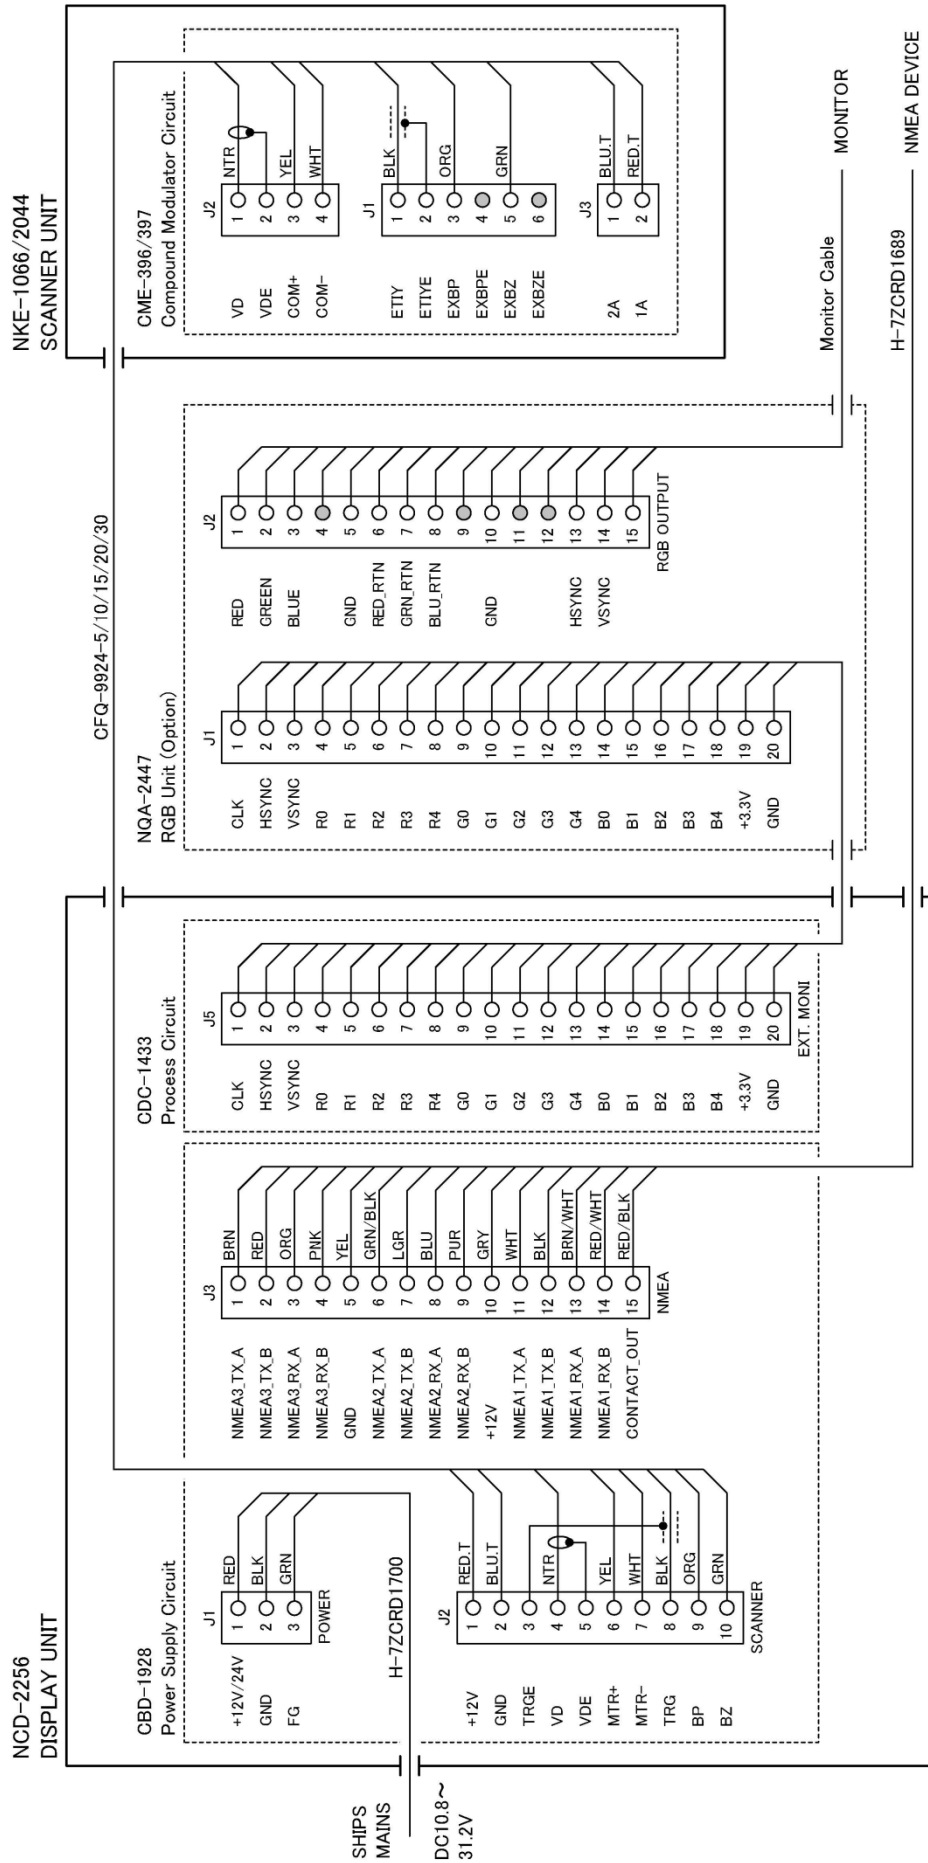 NCD-2256
DISPLAY UNIT
CBD-1928
Power Supply Circuit
J1
+12V/24V 1 RED
GND 2 BLK
FG 3 GRN
POWER
SHIPS
MAINS
DC10.8~
31.2V
H-7ZCRD1700
J2
+12V 1 RED.T
GND 2 BLU.T
TRGE 3
VD 4 NTR
VDE 5
MTR+ 6 YEL
MTR- 7 WHT
TRG 8 BLK
BP 9 ORG
BZ 10 GRN
SCANNER
J3
NMEA3_TX_A 1 BRN
NMEA3_TX_B 2 RED
NMEA3_RX_A 3 ORG
NMEA3_RX_B 4 PNK
GND 5 YEL
NMEA2_TX_A 6 GRN/BLK
NMEA2_TX_B 7 LGR
NMEA2_RX_A 8 BLU
NMEA2_RX_B 9 PUR
+12V 10 GRY
NMEA1_TX_A 11 WHT
NMEA1_TX_B 12 BLK
NMEA1_RX_A 13 BRN/WHT
NMEA1_RX_B 14 RED/WHT
CONTACT_OUT 15 RED/BLK
NMEA
CDC-1433
Process Circuit
J5
CLK 1
HSYNC 2
VSYNC 3
R0 4
R1 5
R2 6
R3 7
R4 8
G0 9
G1 10
G2 11
G3 12
G4 13
B0 14
B1 15
B2 16
B3 17
B4 18
+3.3V 19
GND 20
EXT. MONI
CFQ-9924-5/10/15/20/30
NQA-2447
RGB Unit (Option)
J1
CLK 1
HSYNC 2
VSYNC 3
R0 4
R1 5
R2 6
R3 7
R4 8
G0 9
G1 10
G2 11
G3 12
G4 13
B0 14
B1 15
B2 16
B3 17
B4 18
+3.3V 19
GND 20
J2
RED 1
GREEN 2
BLUE 3
4
GND 5
RED_RTN 6
GRN_RTN 7
BLU_RTN 8
9
GND 10
11
12
HSYNC 13
VSYNC 14
15
RGB OUTPUT
NKE-1066/2044
SCANNER UNIT
CME-396/397
Compound Modulator Circuit
J2
VD 1 NTR
VDE 2
COM+ 3 YEL
COM- 4 WHT
J1
ETIY 1 BLK
ETIYE 2
EXBP 3 ORG
EXBPE 4
EXBZ 5 GRN
EXBZE 6
J3
2A 1 BLU.T
1A 2 RED.T
Monitor Cable
MONITOR
H-7ZCRD1689
NMEA DEVICE